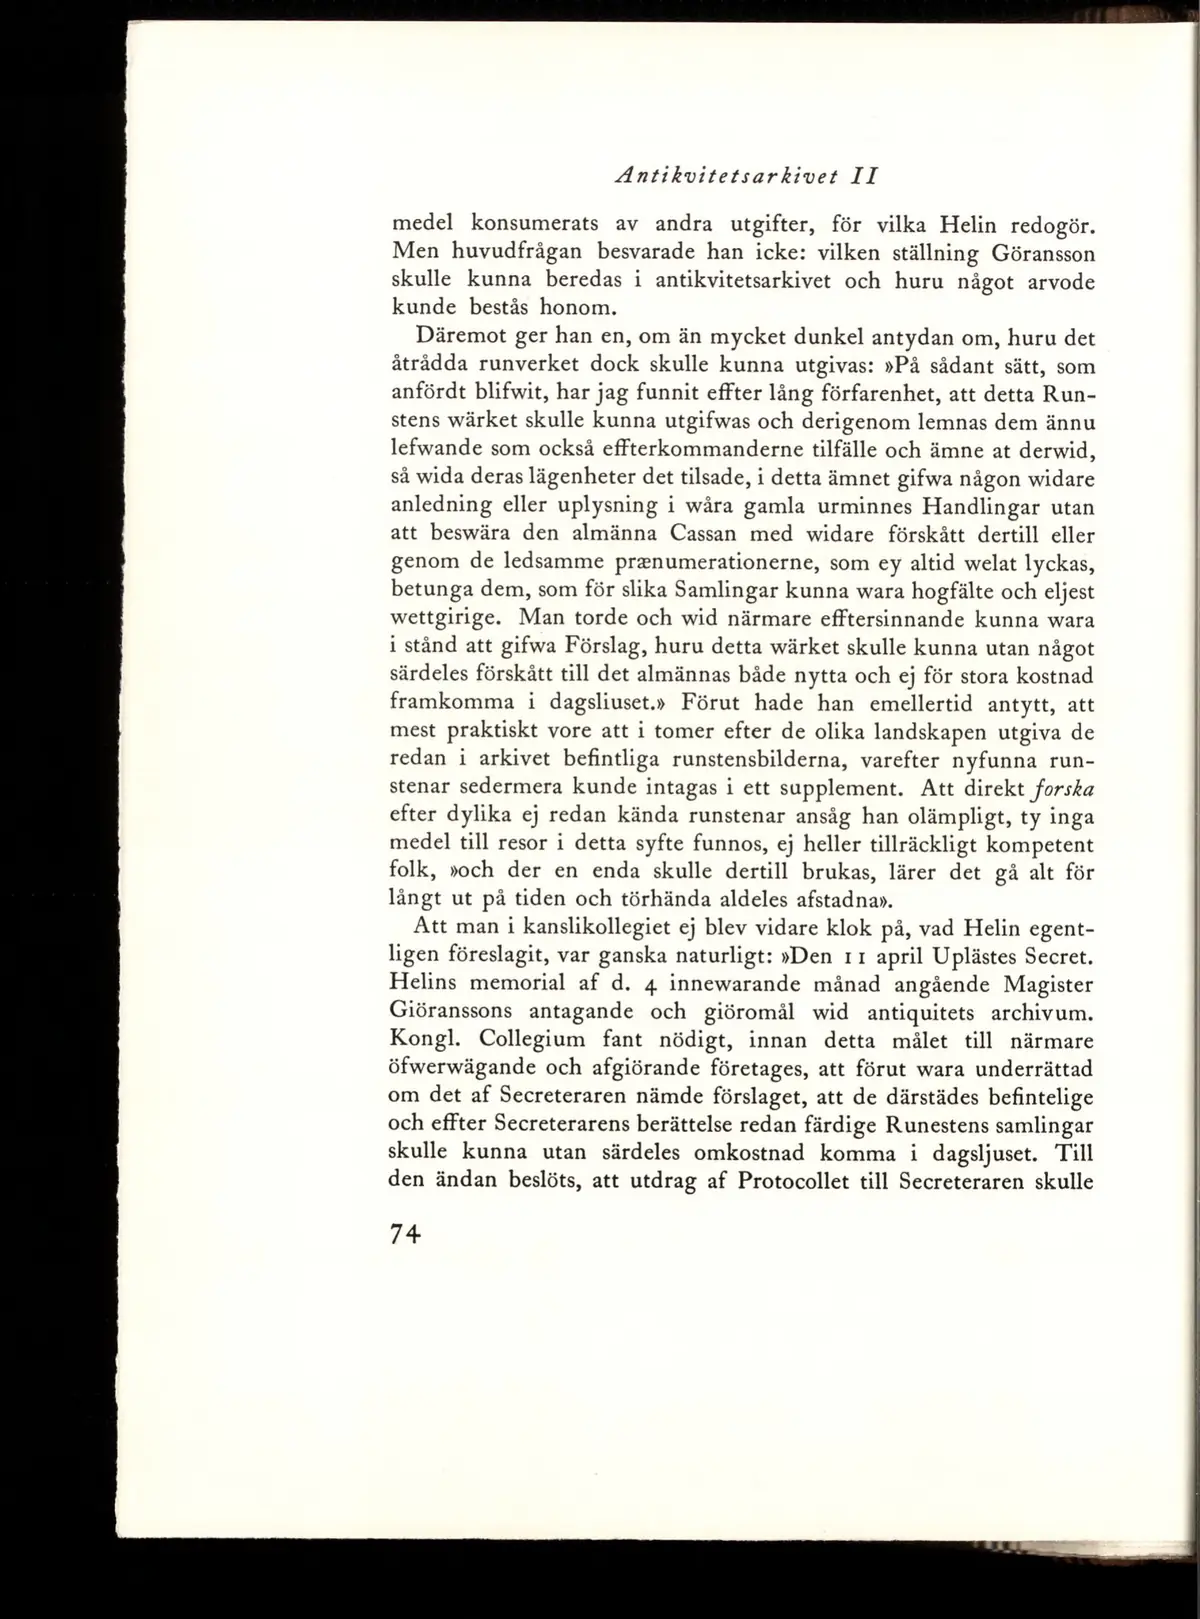 Antikvitetsarkivet II
medel konsumerats av andra utgifter, för vilka Helin redogör.
Men huvudfrågan besvarade han icke: vilken ställning Göransson
skulle kunna beredas i antikvitetsarkivet och huru något arvode
kunde bestås honom.
Däremot ger han en, om än mycket dunkel antydan om, huru det
åtrådda runverket dock skulle kunna utgivas: »På sådant sätt, som
anfördt blifwit, har jag funnit effter lång förfarenhet, att detta Run-
stens wärket skulle kunna utgifwas och derigenom lemnas dem ännu
lefwande som också effterkommanderne tilfälle och ämne at derwid,
så wida deras lägenheter det tilsade, i detta ämnet gifwa någon widare
anledning eller uplysning i wåra gamla urminnes Handlingar utan
att beswära den almänna Cassan med widare förskått dertill eller
genom de ledsamme prænumerationerne, som ey altid welat lyckas,
betunga dem, som för slika Samlingar kunna wara hogfälte och eljest
wettgirige. Man torde och wid närmare efftersinnande kunna wara
i stånd att gifwa Förslag, huru detta wärket skulle kunna utan något
särdeles förskått till det almännas både nytta och ej för stora kostnad
framkomma i dagsliuset.» Förut hade han emellertid antytt, att
mest praktiskt vore att i tomer efter de olika landskapen utgiva de
redan i arkivet befintliga runstensbilderna, varefter nyfunna run-
stenar sedermera kunde intagas i ett supplement. Att direkt forska
efter dylika ej redan kända runstenar ansåg han olämpligt, ty inga
medel till resor i detta syfte funnos, ej heller tillräckligt kompetent
folk, »och der en enda skulle dertill brukas, lärer det gå alt för
långt ut på tiden och törhända aldeles afstadna».
Att man i kanslikollegiet ej blev vidare klok på, vad Helin egent-
ligen föreslagit, var ganska naturligt: »Den 11 april Uplästes Secret.
Helins memorial af d. 4 innewarande månad angående Magister
Giöranssons antagande och giöromål wid antiquitets archivum.
Kongl. Collegium fant nödigt, innan detta målet till närmare
öfwerwägande och afgiörande företages, att förut wara underrättad
om det af Secreteraren nämde förslaget, att de därstädes befintelige
och effter Secreterarens berättelse redan färdige Runestens samlingar
skulle kunna utan särdeles omkostnad komma i dagsljuset. Till
den ändan beslöts, att utdrag af Protocollet till Secreteraren skulle
74